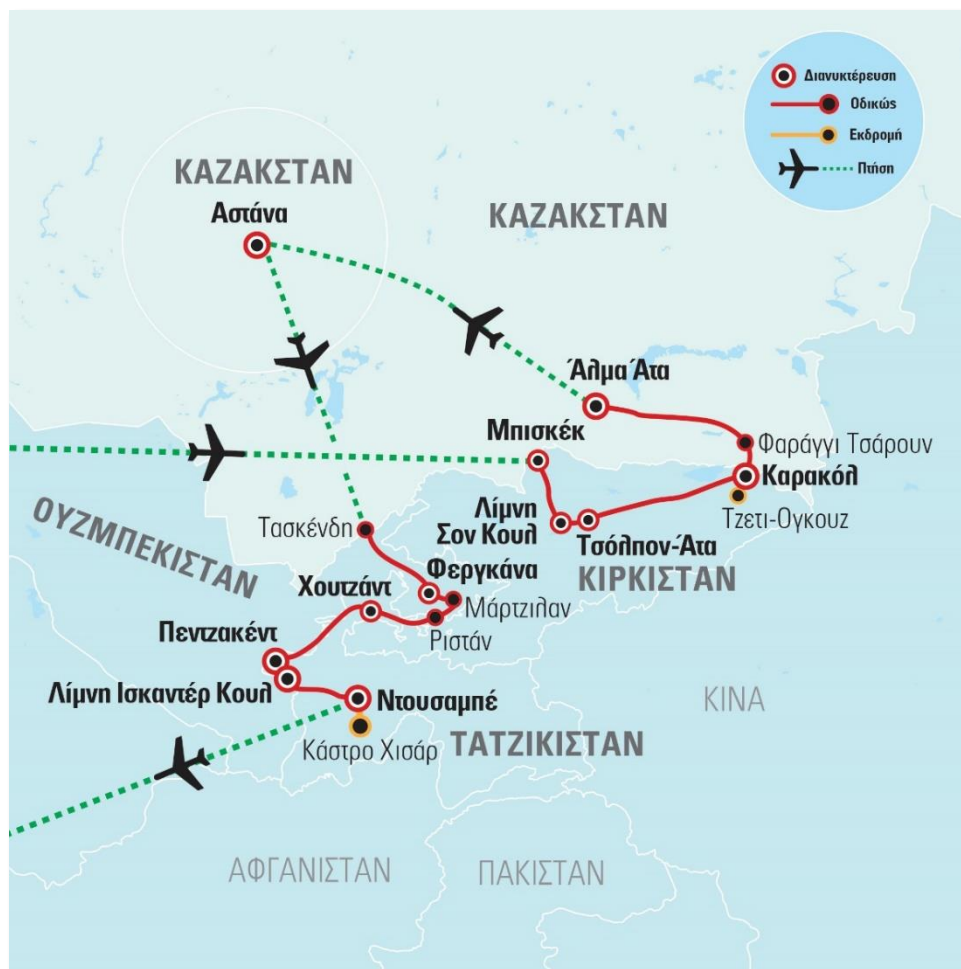 Διανυκτέρευση
Οδικώς
Εκδρομή
Πτήση
ΚΑΖΑΚΣΤΑΝ
Αστάνα
ΚΑΖΑΚΣΤΑΝ
Άλμα Άτα
Μπισκέκ
Φαράγγι Τσάρουν
Καρακόλ
Τζετι-Ογκουζ
Λίμνη
Σον Κουλ
Τσόλπον-Άτα
ΚΙΡΚΙΣΤΑΝ
ΟΥΖΜΠΕΚΙΣΤΑΝ
Τασκένδη
Φεργκάνα
Χουτζάντ
Μάρτζιλαν
Ριστάν
Πεντζακέντ
Λίμνη Ισκαντέρ Κουλ
Ντουσαμπέ
ΚΙΝΑ
Κάστρο Χισάρ
ΤΑΤΖΙΚΙΣΤΑΝ
ΑΦΓΑΝΙΣΤΑΝ
ΠΑΚΙΣΤΑΝ